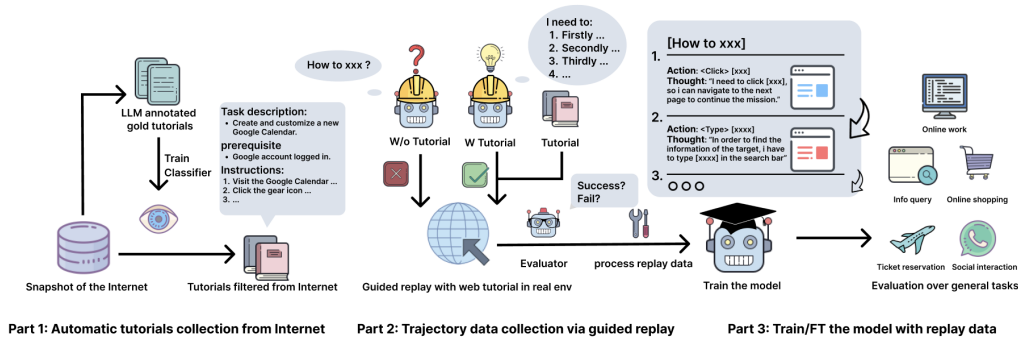 LLM annotated
gold tutorials
Train
Classifier
Snapshot of the Internet
Task description:
• Create and customize a new
Google Calendar.
prerequisite
• Google account logged in.
Instructions:
1. Visit the Google Calendar ...
2. Click the gear icon ...
3. ...
Tutorials filtered from Internet
Part 1: Automatic tutorials collection from Internet
How to xxx ?
I need to:
1. Firstly ...
2. Secondly ...
3. Thirdly ...
4. ...
W/o Tutorial
W Tutorial
Tutorial
Success?
Fail?
Evaluator
process replay data
Guided replay with web tutorial in real env
Part 2: Trajectory data collection via guided replay
[How to xxx]
1.
Action: <Click> [xxx]
Thought: "I need to click [xxx],
so i can navigate to the next
page to continue the mission."
2.
Action: <Type> [xxxx]
Thought: "In order to find the
information of the target, i have
to type [xxxx] in the search bar"
3.
Train the model
Online work
Info query
Online shopping
Ticket reservation
Social interaction
Evaluation over general tasks
Part 3: Train/FT the model with replay data